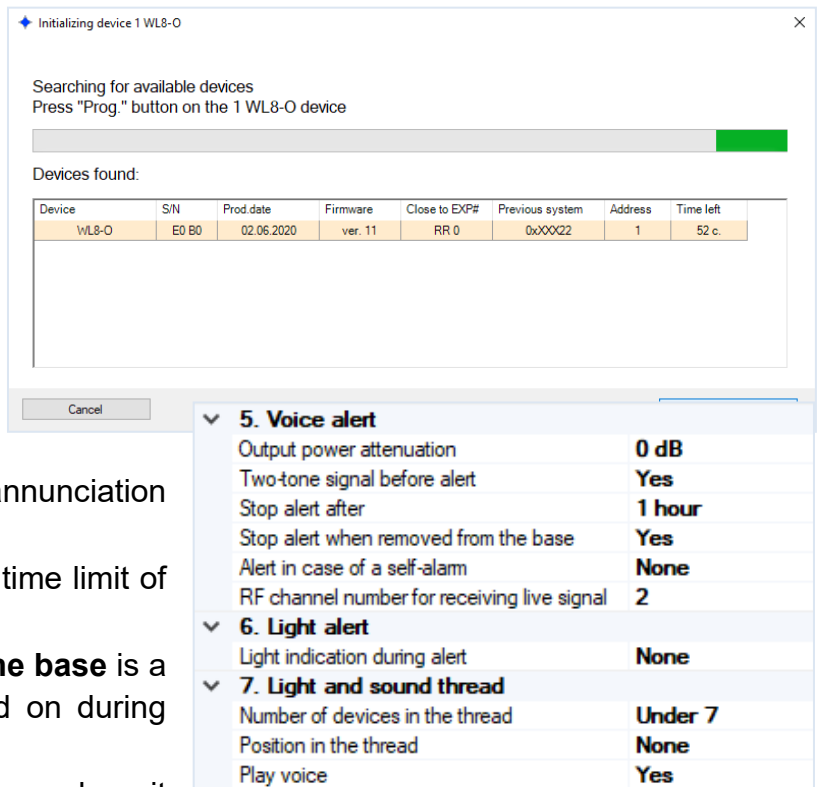 Initializing device 1 WL8-O
Searching for available devices
Press "Prog." button on the 1 WL8-O device
Devices found:
Device S/N Prod.date Firmware Close to EXP# Previous system Address Time left
WL8-O E0 B0 02.06.2020 ver. 11 RR 0 0xXXX22 1 52 c.
Cancel
5. Voice alert
Output power attenuation 0 dB
Two-tone signal before alert Yes
Stop alert after 1 hour
Stop alert when removed from the base Yes
Alert in case of a self-alarm None
RF channel number for receiving live signal 2
6. Light alert
Light indication during alert None
7. Light and sound thread
Number of devices in the thread Under 7
Position in the thread None
Play voice Yes
annunciation
time limit of
base is a
on during